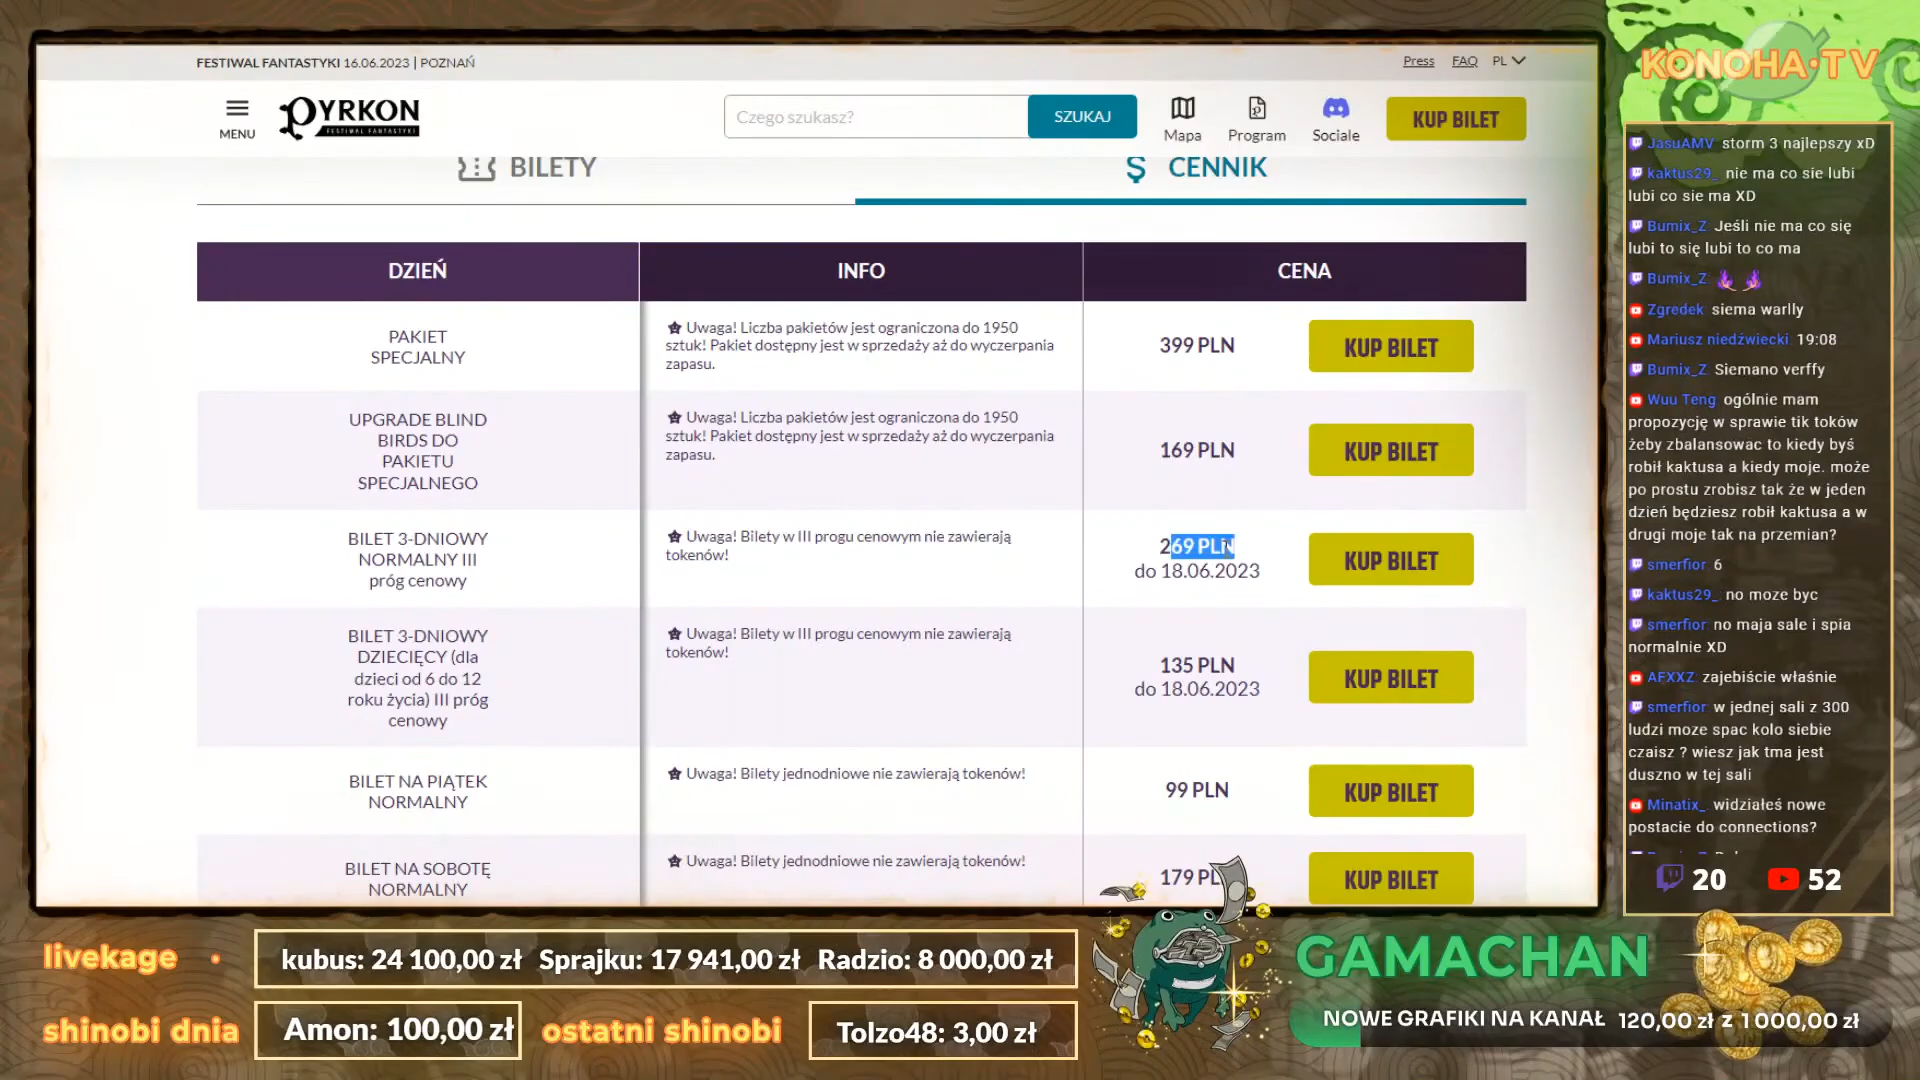 FESTIWAL FANTASTYKI 16.06.2023 | POZNAŃ
Press FAQ PL
MENU
PYRKON
FESTIWAL FANTASTYKI
Czego szukasz?
SZUKAJ
Mapa
Program
Sociale
KUP BILET
BILETY
CENNIK
DZIEŃ INFO CENA
PAKIET
SPECJALNY
Uwaga! Liczba pakietów jest ograniczona do 1950
sztuk! Pakiet dostępny jest w sprzedaży aż do wyczerpania
zapasu.
399 PLN
KUP BILET
UPGRADE BLIND
BIRDS DO
PAKIETU
SPECJALNEGO
Uwaga! Liczba pakietów jest ograniczona do 1950
sztuk! Pakiet dostępny jest w sprzedaży aż do wyczerpania
zapasu.
169 PLN
KUP BILET
BILET 3-DNIOWY
NORMALNY III
próg cenowy
Uwaga! Bilety w III progu cenowym nie zawierają
tokenów!
269 PLN
do 18.06.2023
KUP BILET
BILET 3-DNIOWY
DZIECIĘCY (dla
dzieci od 6 do 12
roku życia) III próg
cenowy
Uwaga! Bilety w III progu cenowym nie zawierają
tokenów!
135 PLN
do 18.06.2023
KUP BILET
BILET NA PIĄTEK
NORMALNY
Uwaga! Bilety jednodniowe nie zawierają tokenów!
99 PLN
KUP BILET
BILET NA SOBOTĘ
NORMALNY
Uwaga! Bilety jednodniowe nie zawierają tokenów!
179 PL
KUP BILET
KONOHA·TV
JasuAMV storm 3 najlepszy xD
kaktus29_ nie ma co sie lubi
lubi co sie ma XD
Bumix_Z Jeśli nie ma co się
lubi to się lubi to co ma
Bumix_Z
Zgredek siema warlly
Mariusz niedźwiecki 19:08
Bumix_Z Siemano verffy
Wuu Teng ogólnie mam
propozycję w sprawie tik toków
żeby zbalansowac to kiedy byś
robił kaktusa a kiedy moje. może
po prostu zrobisz tak że w jeden
dzień będziesz robił kaktusa a w
drugi moje tak na przemian?
smerfior 6
kaktus29_ no moze byc
smerfior no maja sale i spia
normalnie XD
AFXXZ zajebiście właśnie
smerfior w jednej sali z 300
ludzi moze spac kolo siebie
czaisz ? wiesz jak tma jest
duszno w tej sali
Minatix_ widziałeś nowe
postacie do connections?
20 52
livekage
kubus: 24 100,00 zł Sprajku: 17 941,00 zł Radzio: 8 000,00 zł
shinobi dnia
Amon: 100,00 zł
ostatni shinobi
Tolzo48: 3,00 zł
GAMACHAN
NOWE GRAFIKI NA KANAŁ 120,00 zł z 1 000,00 zł